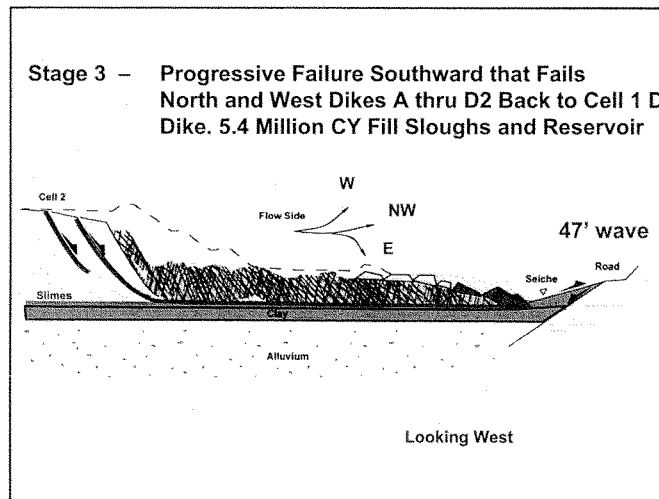 Stage 3 – Progressive Failure Southward that Fails
North and West Dikes A thru D2 Back to Cell 1 D
Dike. 5.4 Million CY Fill Sloughs and Reservoir
Cell 2
W
Flow Side
NW
E
47' wave
Road
Seiche
Slimes
Clay
Alluvium
Looking West